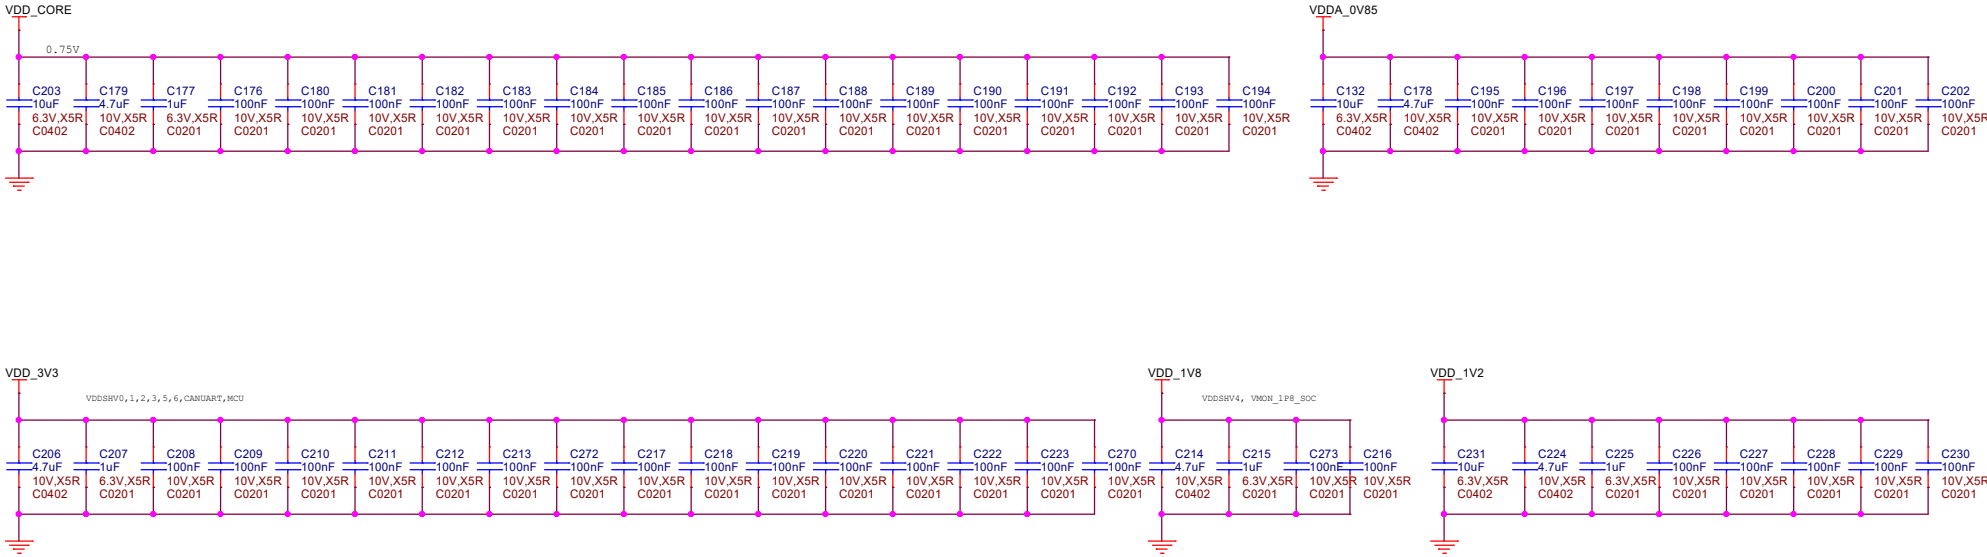 VDD_CORE
0.75V
C203
10uF
6.3V,X5R
C0402
C179
4.7uF
10V,X5R
C0402
C177
1uF
6.3V,X5R
C0201
C176
100nF
10V,X5R
C0201
C180
100nF
10V,X5R
C0201
C181
100nF
10V,X5R
C0201
C182
100nF
10V,X5R
C0201
C183
100nF
10V,X5R
C0201
C184
100nF
10V,X5R
C0201
C185
100nF
10V,X5R
C0201
C186
100nF
10V,X5R
C0201
C187
100nF
10V,X5R
C0201
C188
100nF
10V,X5R
C0201
C189
100nF
10V,X5R
C0201
C190
100nF
10V,X5R
C0201
C191
100nF
10V,X5R
C0201
C192
100nF
10V,X5R
C0201
C193
100nF
10V,X5R
C0201
C194
100nF
10V,X5R
C0201
VDDA_0V85
C132
10uF
6.3V,X5R
C0402
C178
4.7uF
10V,X5R
C0402
C195
100nF
10V,X5R
C0201
C196
100nF
10V,X5R
C0201
C197
100nF
10V,X5R
C0201
C198
100nF
10V,X5R
C0201
C199
100nF
10V,X5R
C0201
C200
100nF
10V,X5R
C0201
C201
100nF
10V,X5R
C0201
C202
100nF
10V,X5R
C0201
VDD_3V3
VDDSHV0,1,2,3,5,6,CANUART,MCU
C206
4.7uF
10V,X5R
C0402
C207
1uF
6.3V,X5R
C0201
C208
100nF
10V,X5R
C0201
C209
100nF
10V,X5R
C0201
C210
100nF
10V,X5R
C0201
C211
100nF
10V,X5R
C0201
C212
100nF
10V,X5R
C0201
C213
100nF
10V,X5R
C0201
C272
100nF
10V,X5R
C0201
C217
100nF
10V,X5R
C0201
C218
100nF
10V,X5R
C0201
C219
100nF
10V,X5R
C0201
C220
100nF
10V,X5R
C0201
C221
100nF
10V,X5R
C0201
C222
100nF
10V,X5R
C0201
C223
100nF
10V,X5R
C0201
C270
100nF
10V,X5R
C0201
VDD_1V8
VDDSHV4, VMON_1P8_SOC
C214
4.7uF
10V,X5R
C0402
C215
1uF
6.3V,X5R
C0201
C273
100nF
10V,X5R
C0201
C216
100nF
10V,X5R
C0201
VDD_1V2
C231
10uF
6.3V,X5R
C0402
C224
4.7uF
10V,X5R
C0402
C225
1uF
6.3V,X5R
C0201
C226
100nF
10V,X5R
C0201
C227
100nF
10V,X5R
C0201
C228
100nF
10V,X5R
C0201
C229
100nF
10V,X5R
C0201
C230
100nF
10V,X5R
C0201